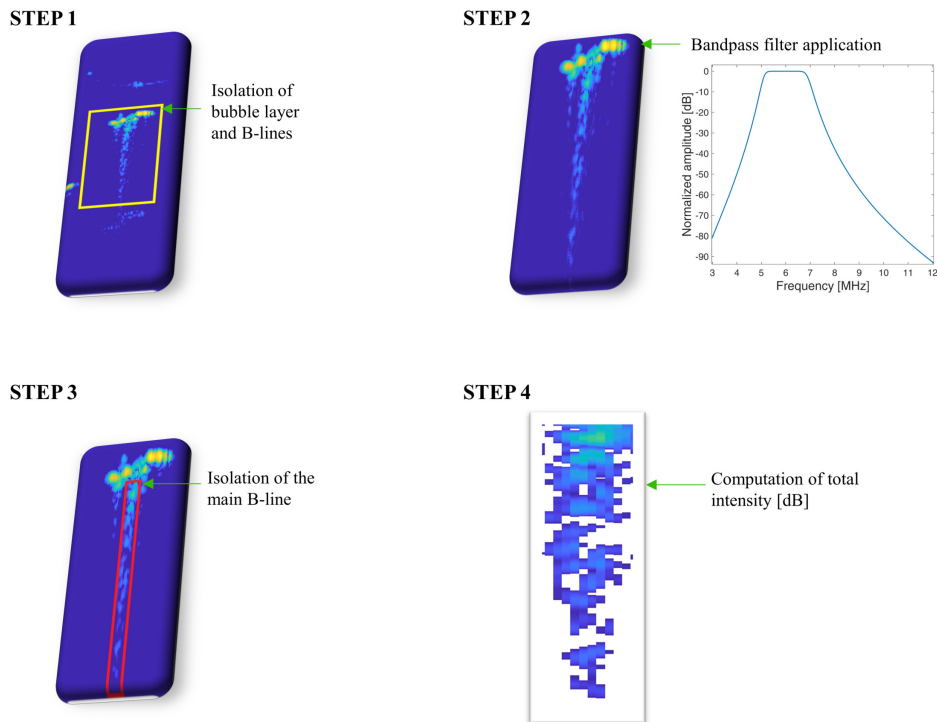 STEP 1
Isolation of
bubble layer
and B-lines
STEP 2
Bandpass filter application
0
-10
-20
-30
-40
-50
-60
-70
-80
-90
Normalized amplitude [dB]
3 4 5 6 7 8 9 10 11 12
Frequency [MHz]
STEP 3
Isolation of the
main B-line
STEP 4
Computation of total
intensity [dB]